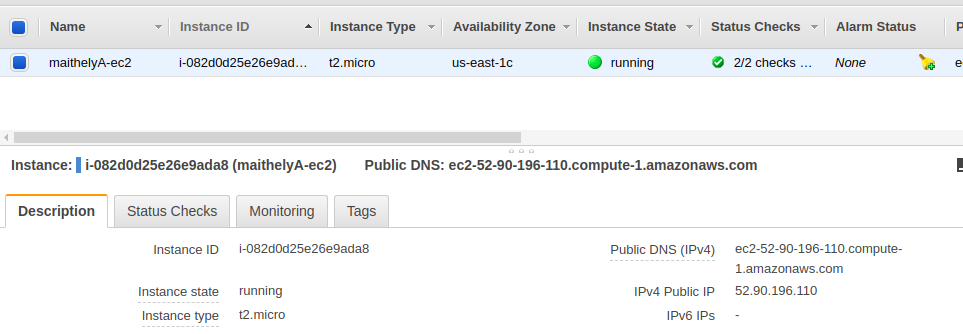 Name Instance ID Instance Type Availability Zone Instance State Status Checks Alarm Status P
maithelyA-ec2 i-082d0d25e26e9ad... t2.micro us-east-1c running 2/2 checks ... None ec
Instance: i-082d0d25e26e9ada8 (maithelyA-ec2) Public DNS: ec2-52-90-196-110.compute-1.amazonaws.com
Description Status Checks Monitoring Tags
Instance ID i-082d0d25e26e9ada8 Public DNS (IPv4) ec2-52-90-196-110.compute-
1.amazonaws.com
Instance state running IPv4 Public IP 52.90.196.110
Instance type t2.micro IPv6 IPs -